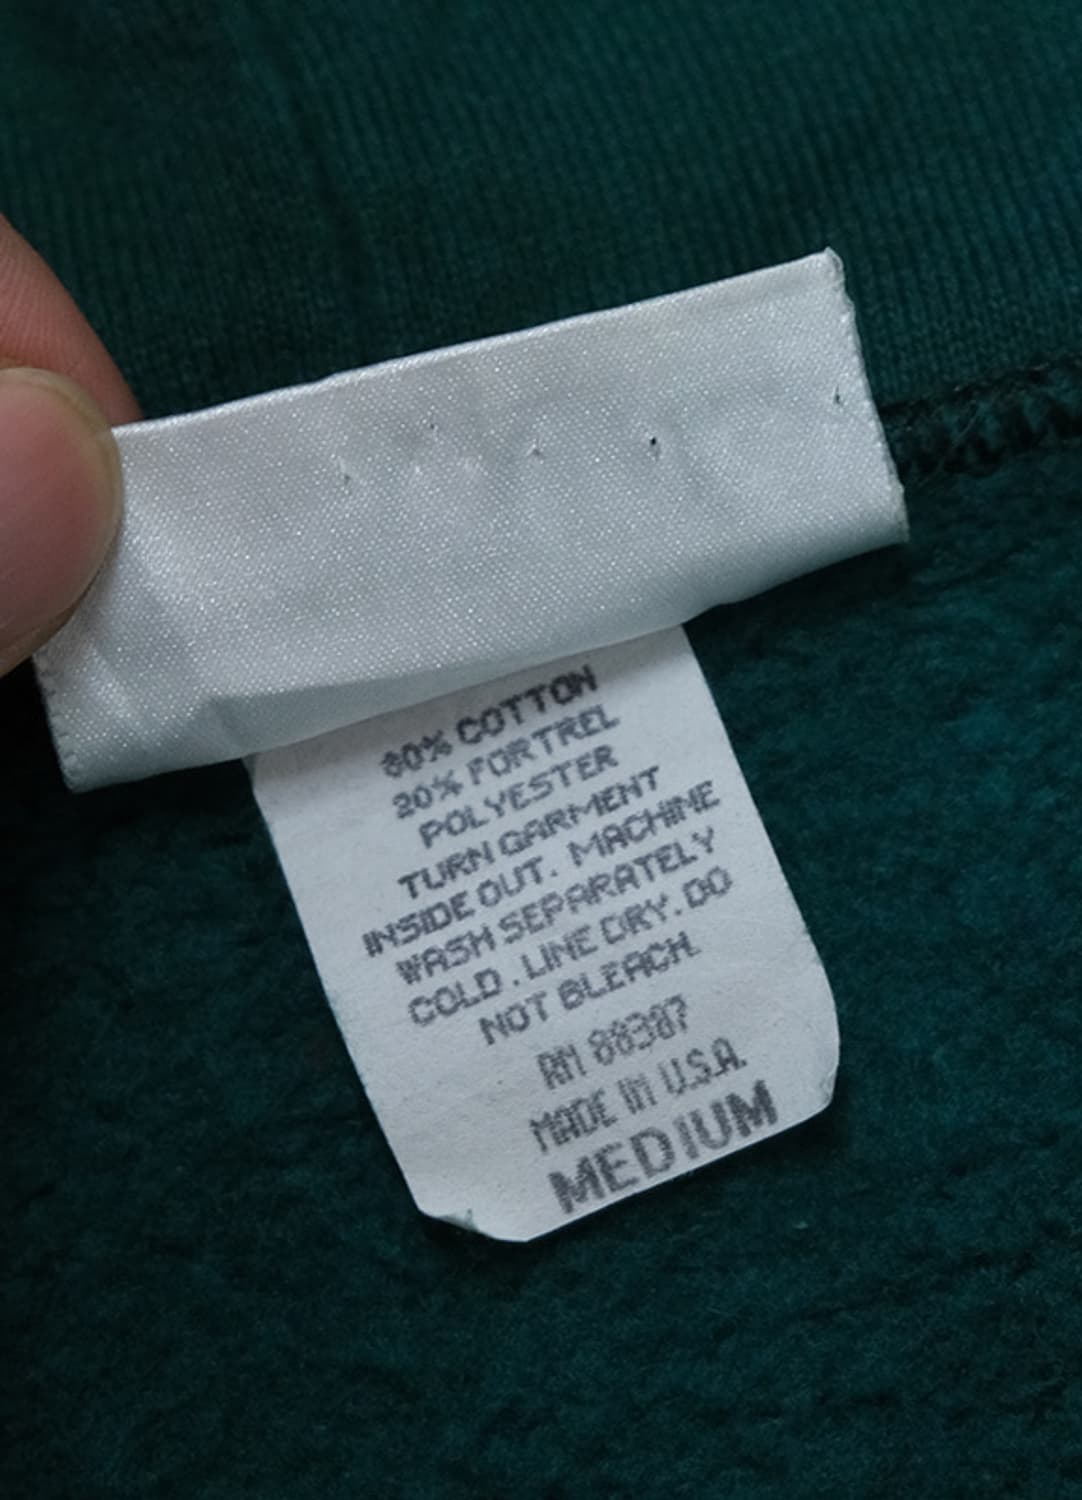 80% COTTON
20% FORTREL
POLYESTER
TURN GARMENT
INSIDE OUT. MACHINE
WASH SEPARATELY
COLD. LINE DRY. DO
NOT BLEACH.
RN 88387
MADE IN U.S.A.
MEDIUM